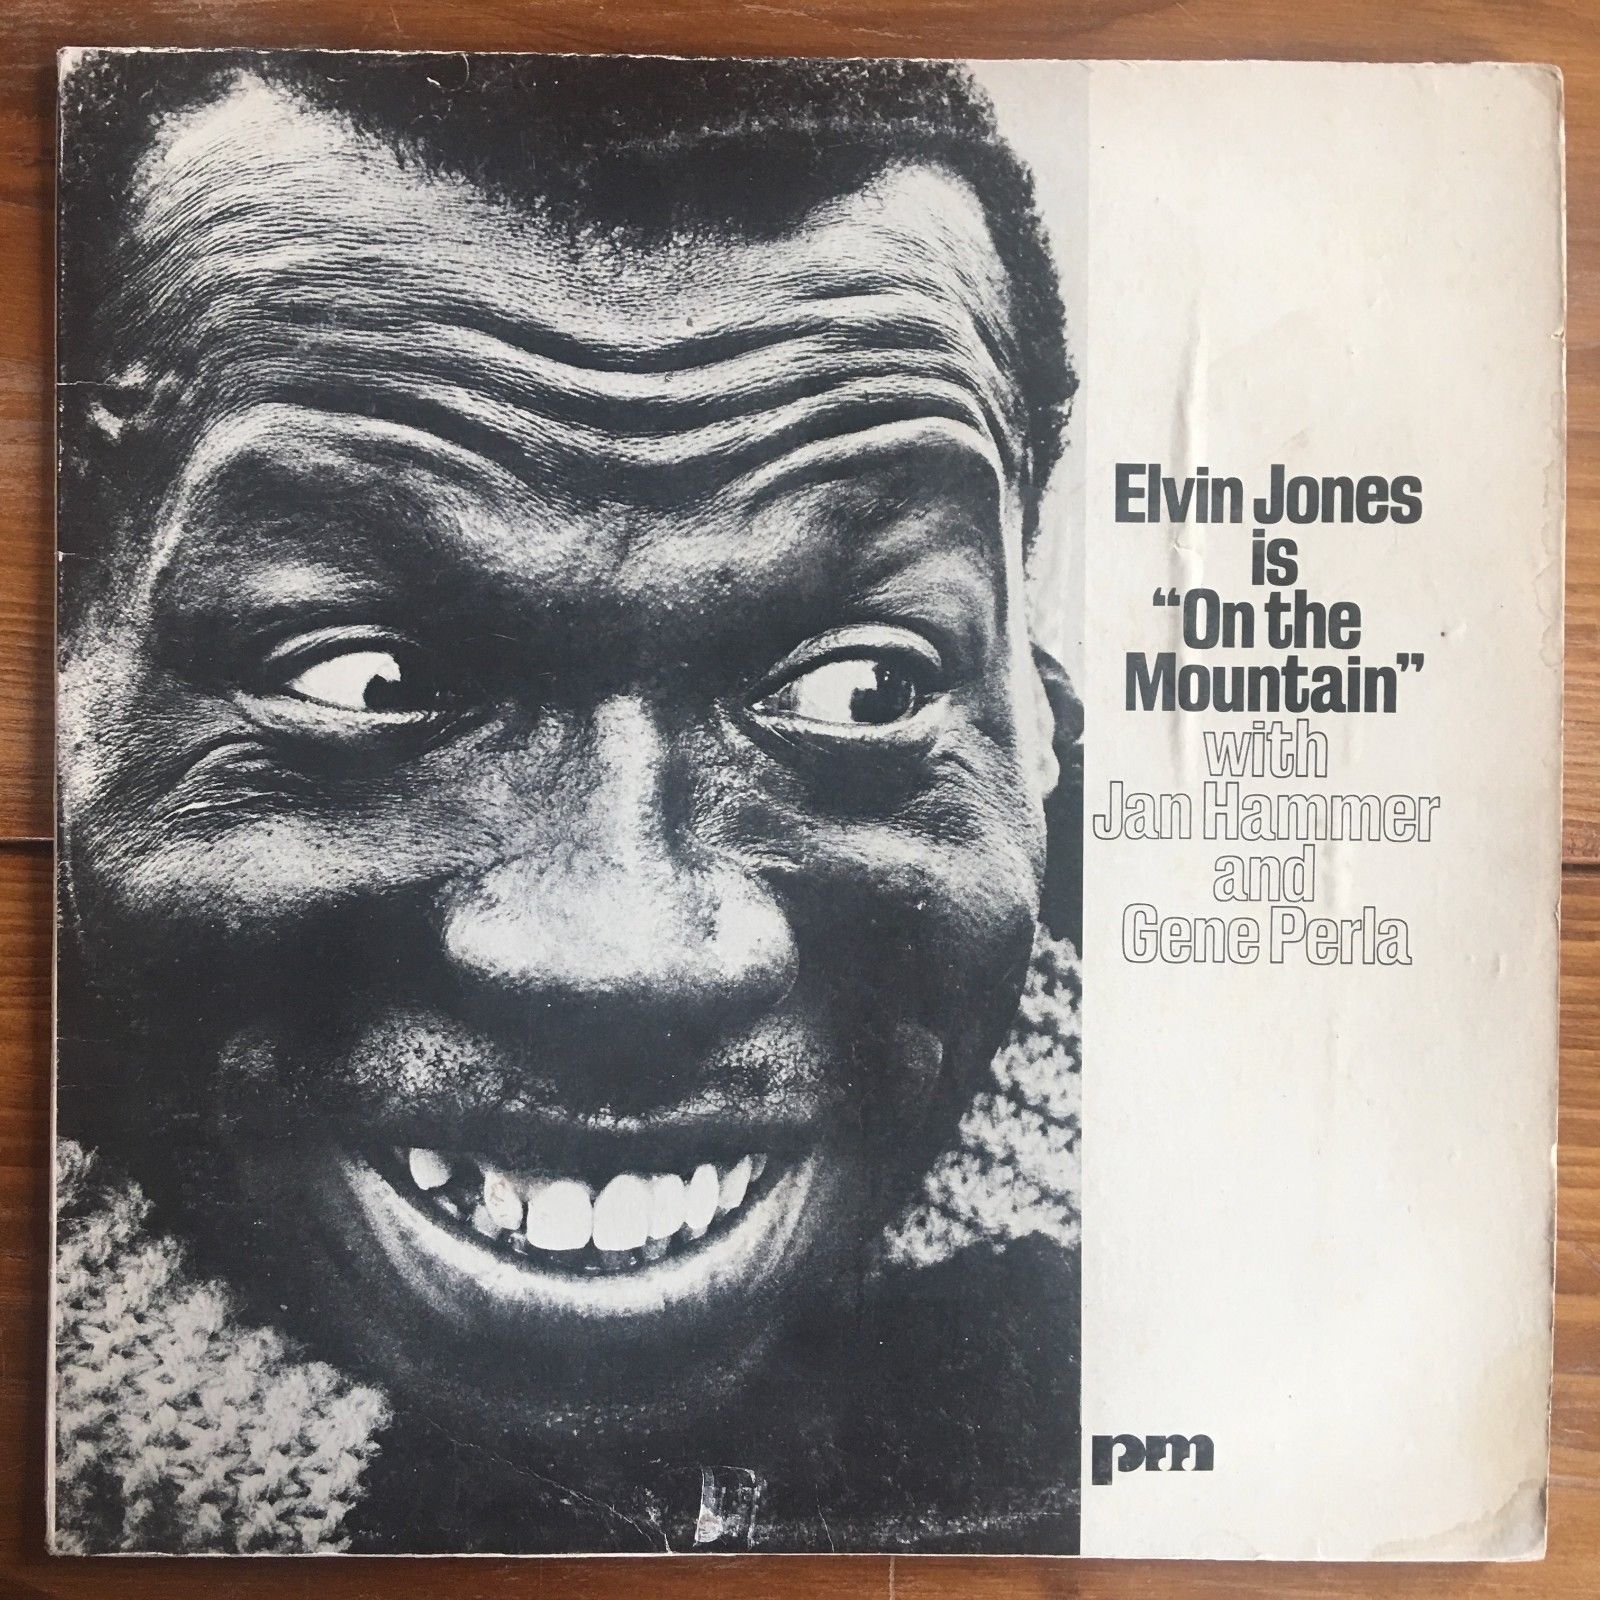 Elvin Jones
is
“On the
Mountain”
with
Jan Hammer
and
Gene Perla
pm